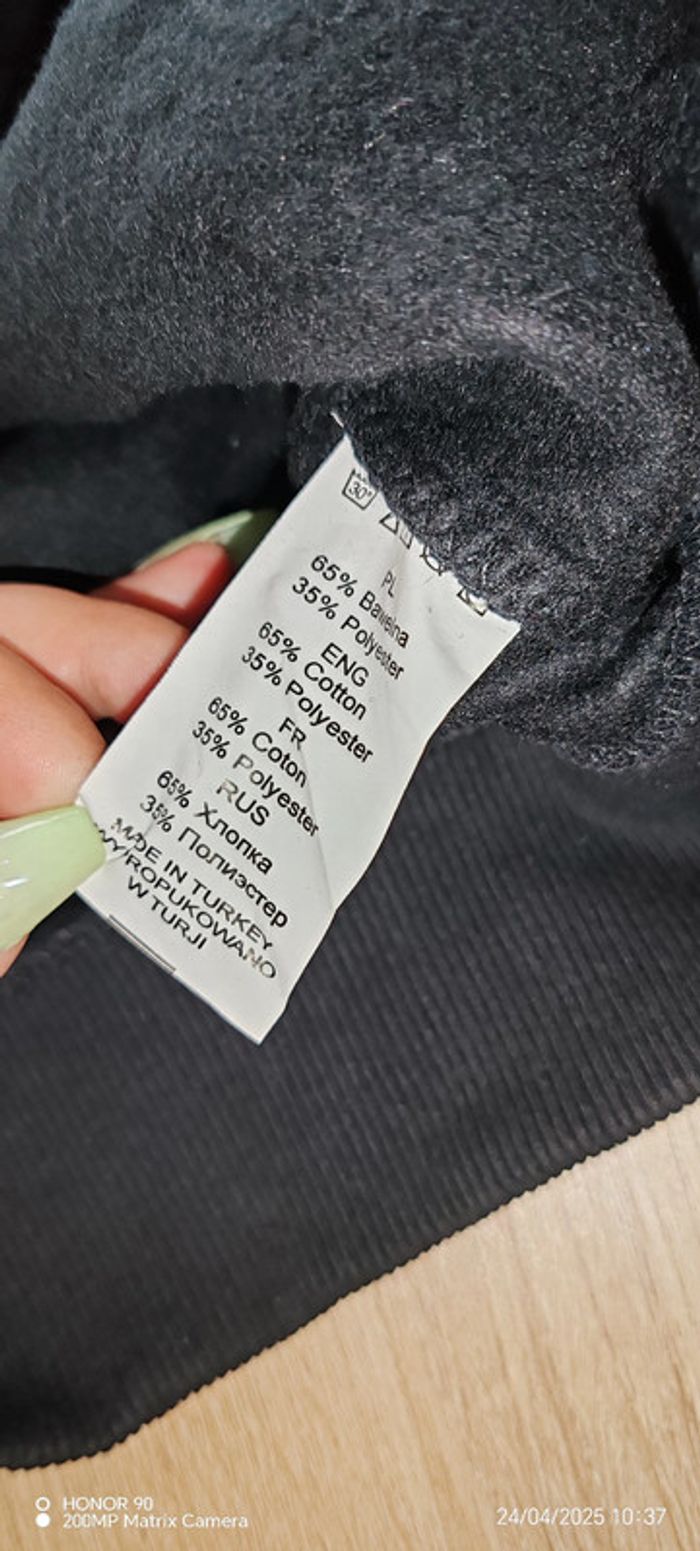 30°
PL
65% Bawełna
35% Polyester
ENG
65% Cotton
35% Polyester
FR
65% Coton
35% Polyester
RUS
65% Хлопка
35% Полиэстер
MADE IN TURKEY
WYROPUKOWANO
W TURJI
HONOR 90
200MP Matrix Camera
24/04/2025 10:37